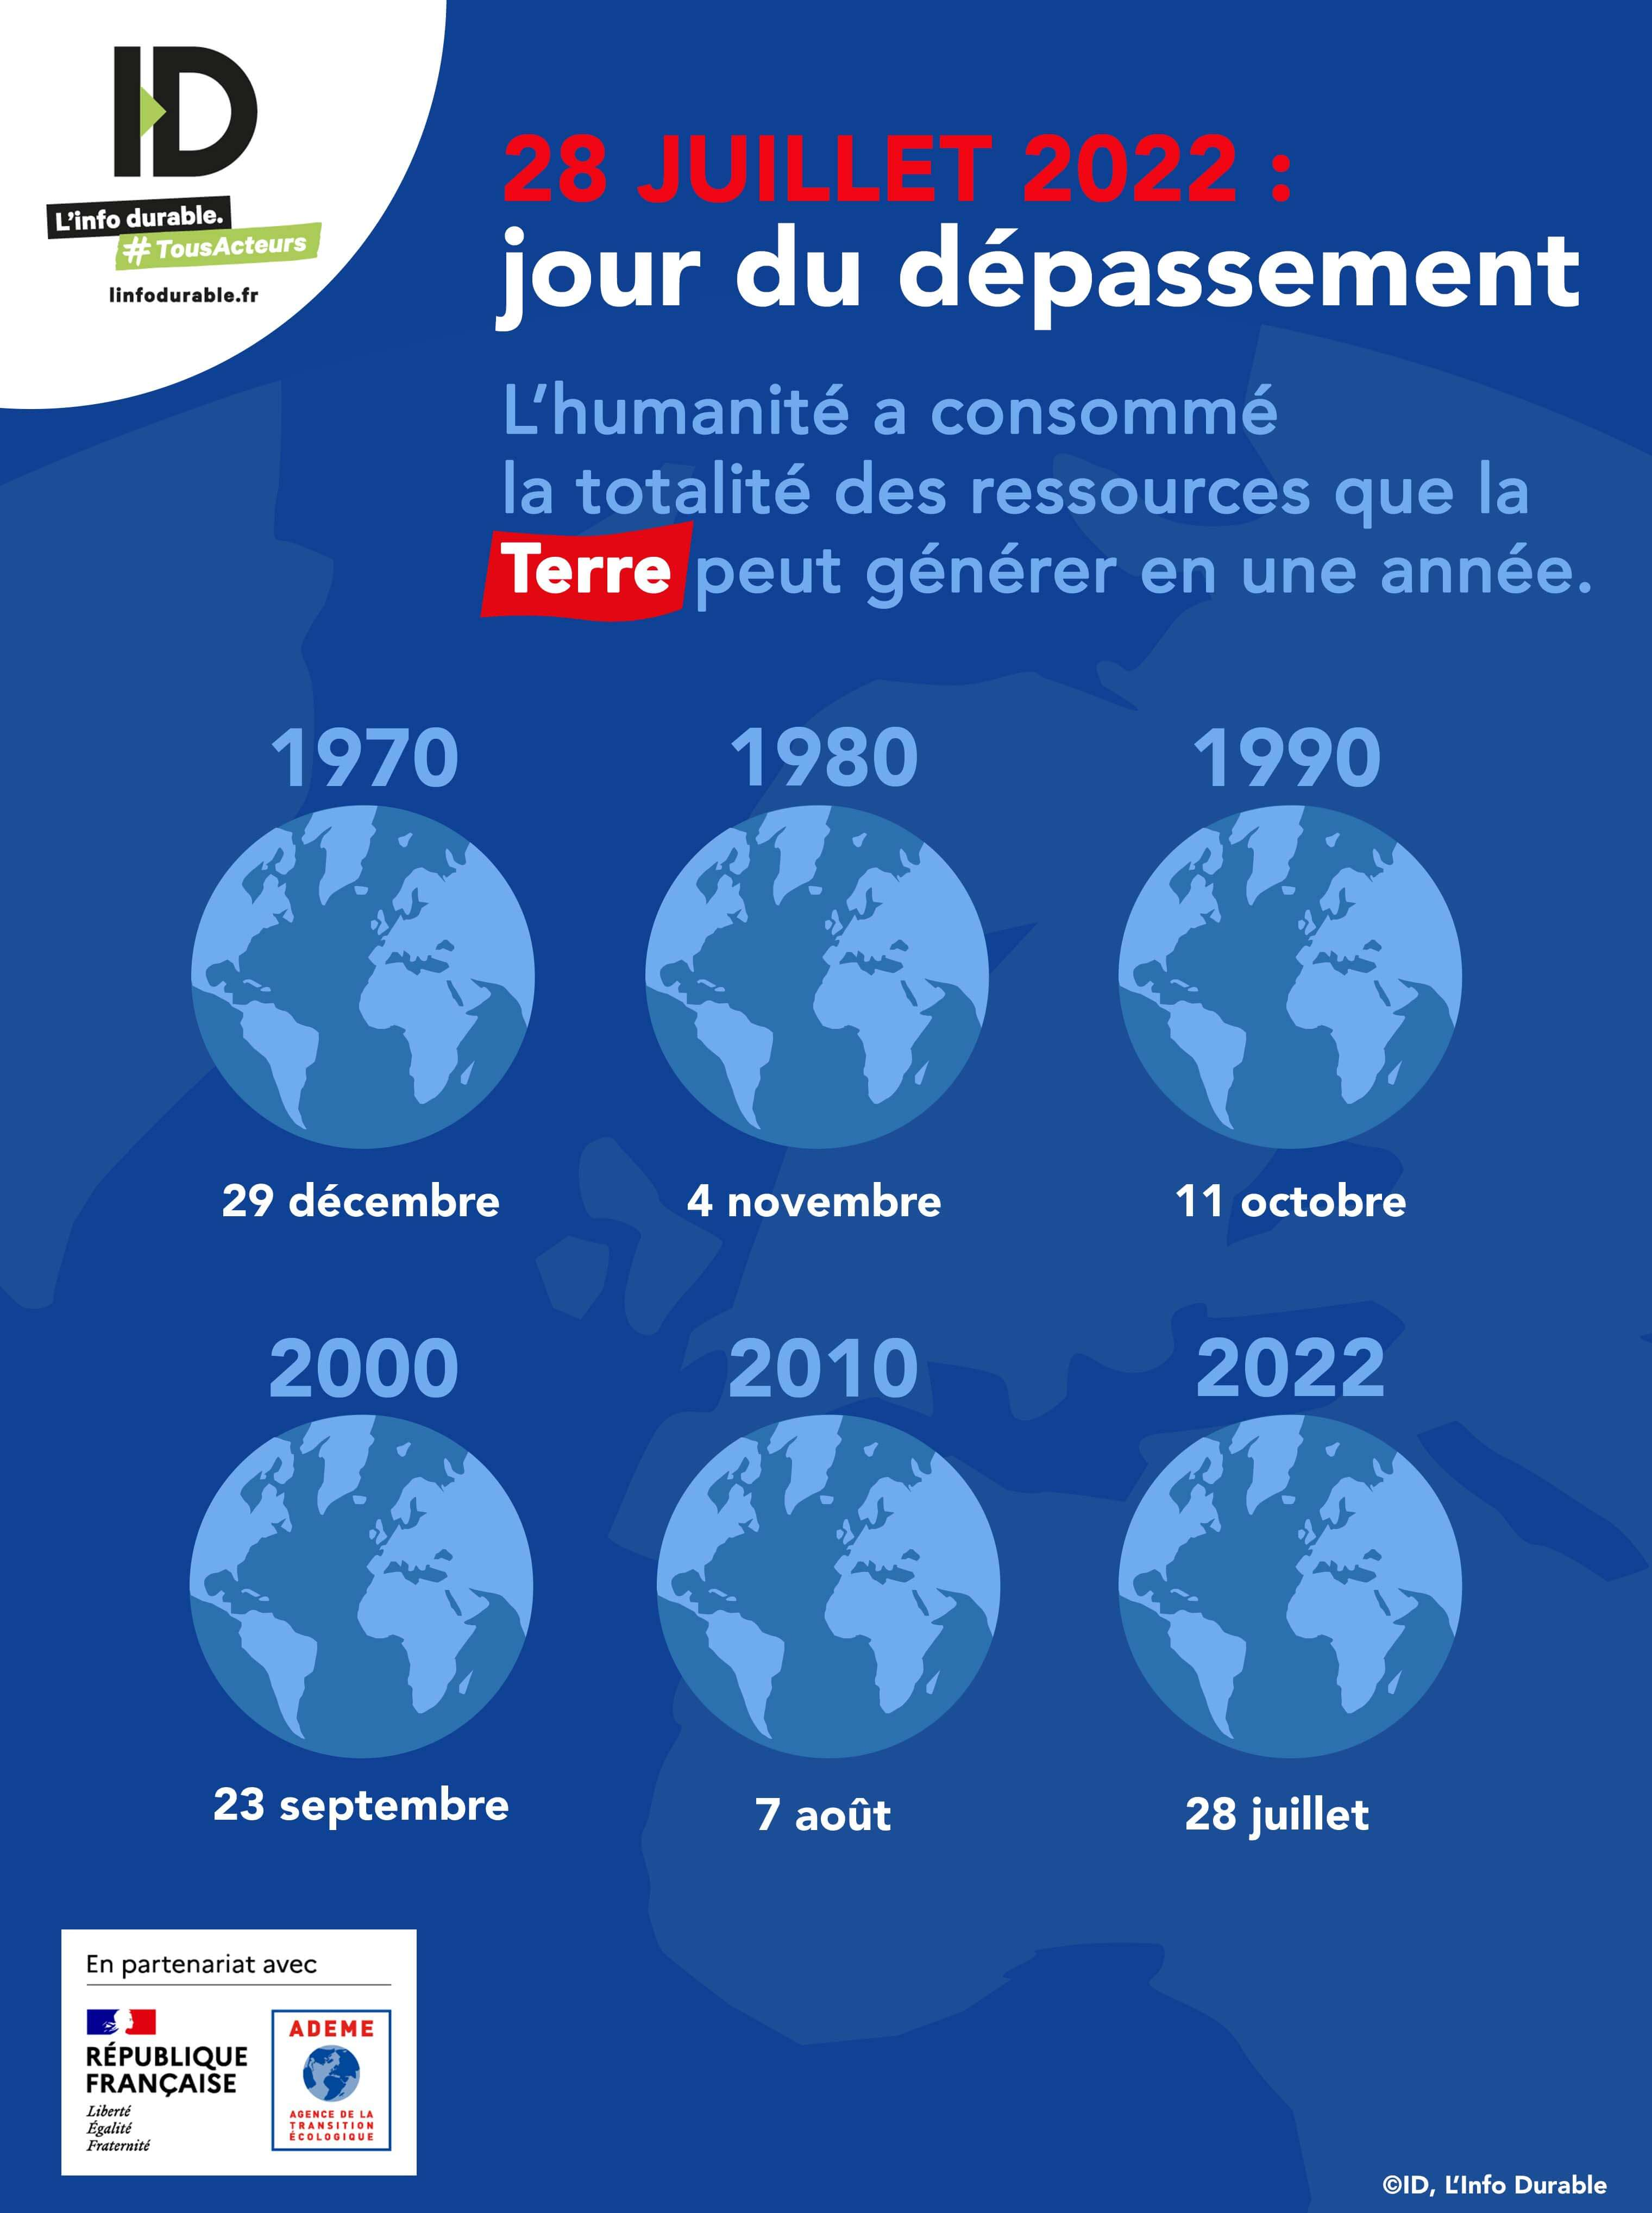 ID
L'info durable.
# TousActeurs
linfodurable.fr
28 JUILLET 2022 :
jour du dépassement
L'humanité a consommé
la totalité des ressources que la
Terre peut générer en une année.
1970
1980
1990
29 décembre
4 novembre
11 octobre
2000
2010
2022
23 septembre
7 août
28 juillet
En partenariat avec
RÉPUBLIQUE
FRANÇAISE
Liberté
Égalité
Fraternité
ADEME
AGENCE DE LA
TRANSITION
ÉCOLOGIQUE
©ID, L'Info Durable